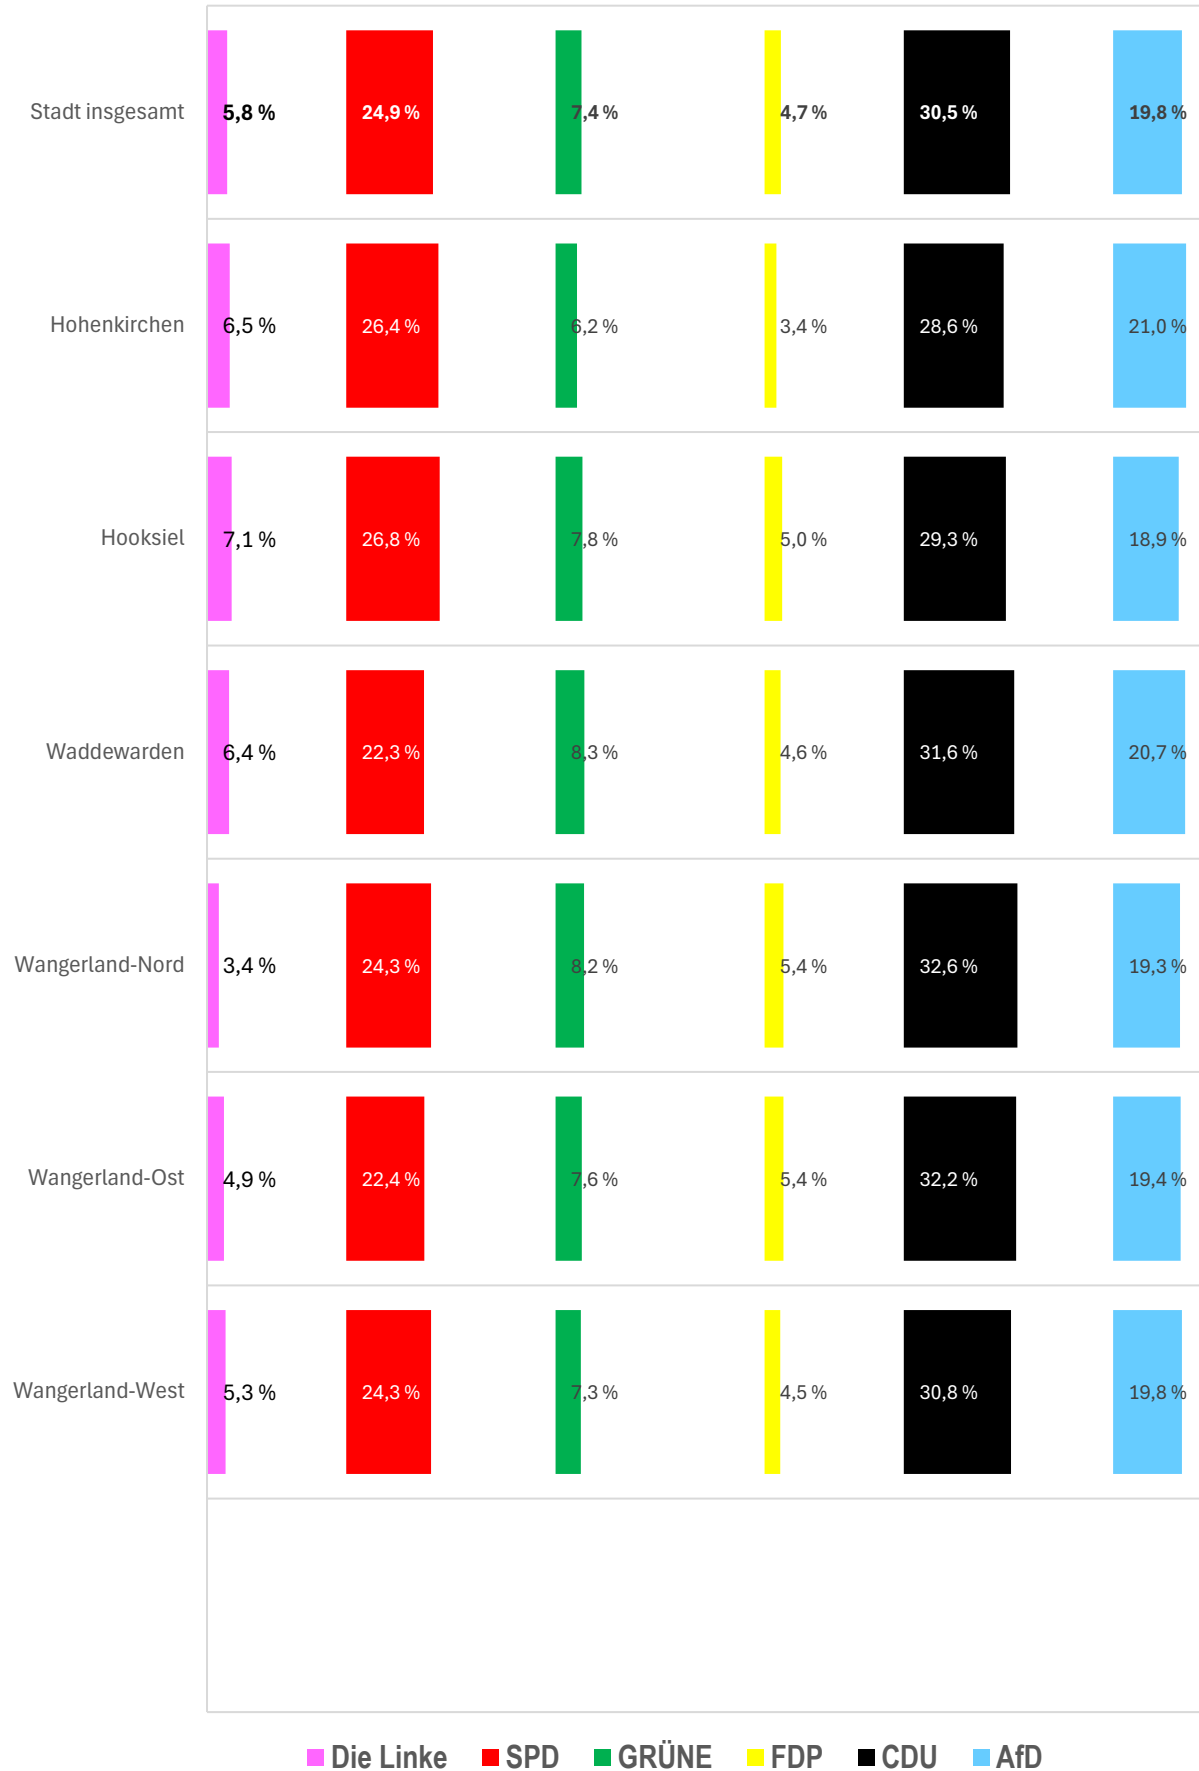 Stadt insgesamt 5,8 % 24,9 % 7,4 % 4,7 % 30,5 % 19,8 %
Hohenkirchen 6,5 % 26,4 % 6,2 % 3,4 % 28,6 % 21,0 %
Hooksiel 7,1 % 26,8 % 7,8 % 5,0 % 29,3 % 18,9 %
Waddewarden 6,4 % 22,3 % 8,3 % 4,6 % 31,6 % 20,7 %
Wangerland-Nord 3,4 % 24,3 % 8,2 % 5,4 % 32,6 % 19,3 %
Wangerland-Ost 4,9 % 22,4 % 7,6 % 5,4 % 32,2 % 19,4 %
Wangerland-West 5,3 % 24,3 % 7,3 % 4,5 % 30,8 % 19,8 %
Die Linke SPD GRÜNE FDP CDU AfD